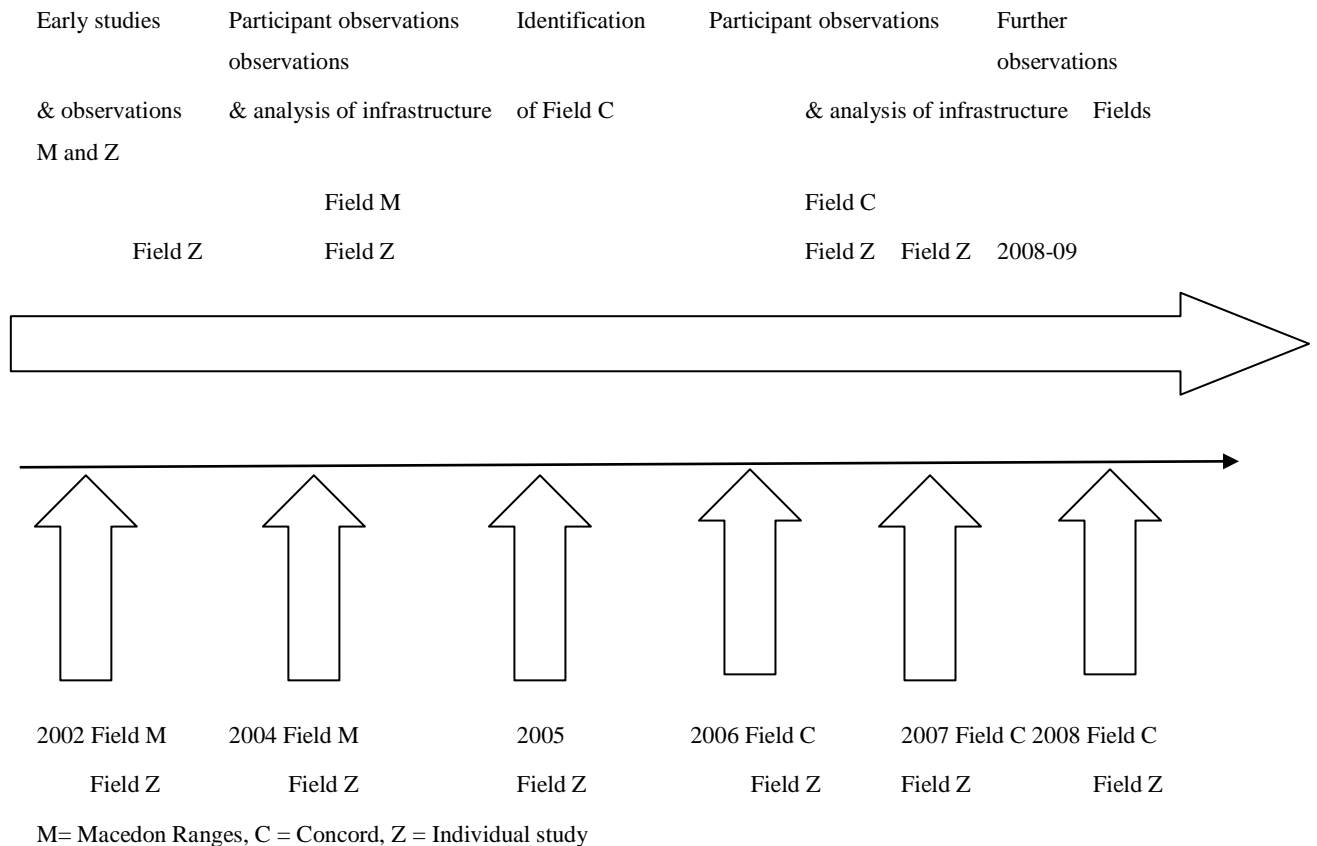 Early studies Participant observations Identification Participant observations Further
observations observations
& observations & analysis of infrastructure of Field C & analysis of infrastructure Fields
M and Z
Field M Field C
Field Z Field Z Field Z Field Z 2008-09
2002 Field M 2004 Field M 2005 2006 Field C 2007 Field C 2008 Field C
Field Z Field Z Field Z Field Z Field Z Field Z
M= Macedon Ranges, C = Concord, Z = Individual study